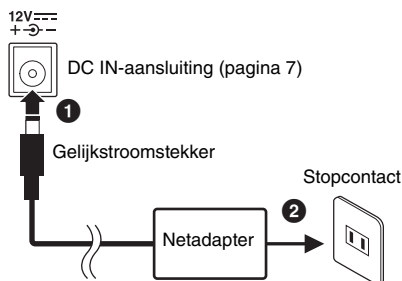 12V
+ -
DC IN-aansluiting (pagina 7)
1
Gelijkstroomstekker
Stopcontact
2
Netadapter